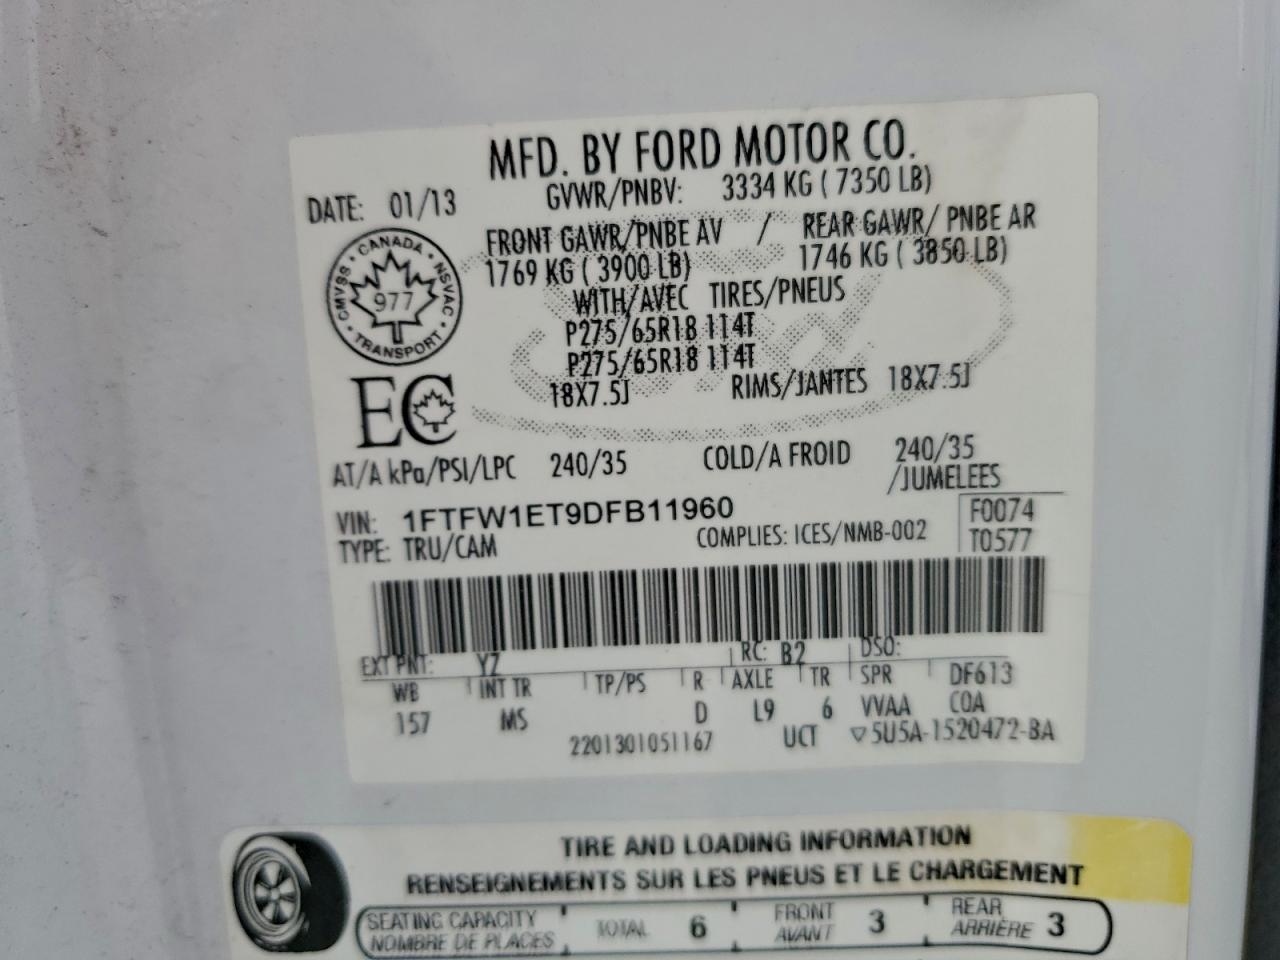 MFD. BY FORD MOTOR CO.
DATE: 01/13 GVWR/PNBV: 3334 KG ( 7350 LB)
FRONT GAWR/PNBE AV / REAR GAWR/ PNBE AR
1769 KG ( 3900 LB) 1746 KG ( 3850 LB)
WITH/AVEC TIRES/PNEUS
P275/65R18 114T
P275/65R18 114T
18X7.5J RIMS/JANTES 18X7.5J
CANADA
CMVSS
977
NSVAC
TRANSPORT
EC
AT/A kPa/PSI/LPC 240/35 COLD/A FROID 240/35
/JUMELEES
VIN: 1FTFW1ET9DFB11960 F0074
TYPE: TRU/CAM COMPLIES: ICES/NMB-002 T0577
EXT PNT: YZ RC: B2 DSO:
WB INT TR TP/PS R AXLE TR SPR DF613
157 MS D L9 6 VVAA COA
2201301051167 UCT ▽5U5A-1520472-BA
TIRE AND LOADING INFORMATION
RENSEIGNEMENTS SUR LES PNEUS ET LE CHARGEMENT
SEATING CAPACITY TOTAL 6 FRONT 3 REAR 3
NOMBRE DE PLACES AVANT ARRIÈRE